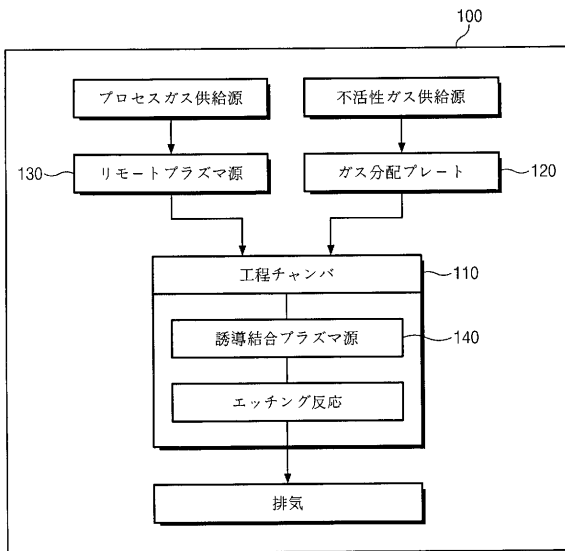 100
プロセスガス供給源
不活性ガス供給源
130
リモートプラズマ源
ガス分配プレート
120
工程チャンバ
110
誘導結合プラズマ源
140
エッチング反応
排気